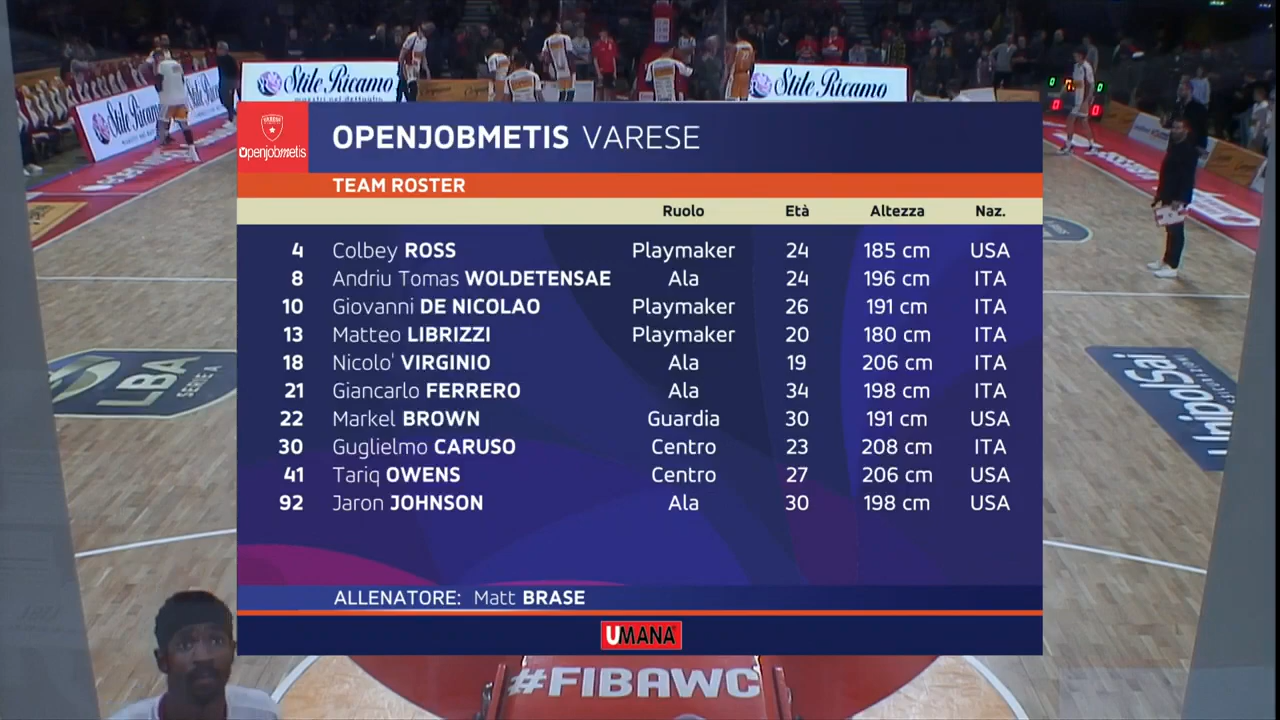 Stile Ricamo
Stile Ricamo
Stile Ricamo
VARESE
Openjobmetis
OPENJOBMETIS VARESE
TEAM ROSTER
Ruolo Età Altezza Naz.
4 Colbey ROSS Playmaker 24 185 cm USA
8 Andriu Tomas WOLDETENSAE Ala 24 196 cm ITA
10 Giovanni DE NICOLAO Playmaker 26 191 cm ITA
13 Matteo LIBRIZZI Playmaker 20 180 cm ITA
18 Nicolo' VIRGINIO Ala 19 206 cm ITA
21 Giancarlo FERRERO Ala 34 198 cm ITA
22 Markel BROWN Guardia 30 191 cm USA
30 Guglielmo CARUSO Centro 23 208 cm ITA
41 Tariq OWENS Centro 27 206 cm USA
92 Jaron JOHNSON Ala 30 198 cm USA
LBA
SERIE A
UnipolSai
ASSICURAZIONI
ALLENATORE: Matt BRASE
UMANA
#FIBAWC